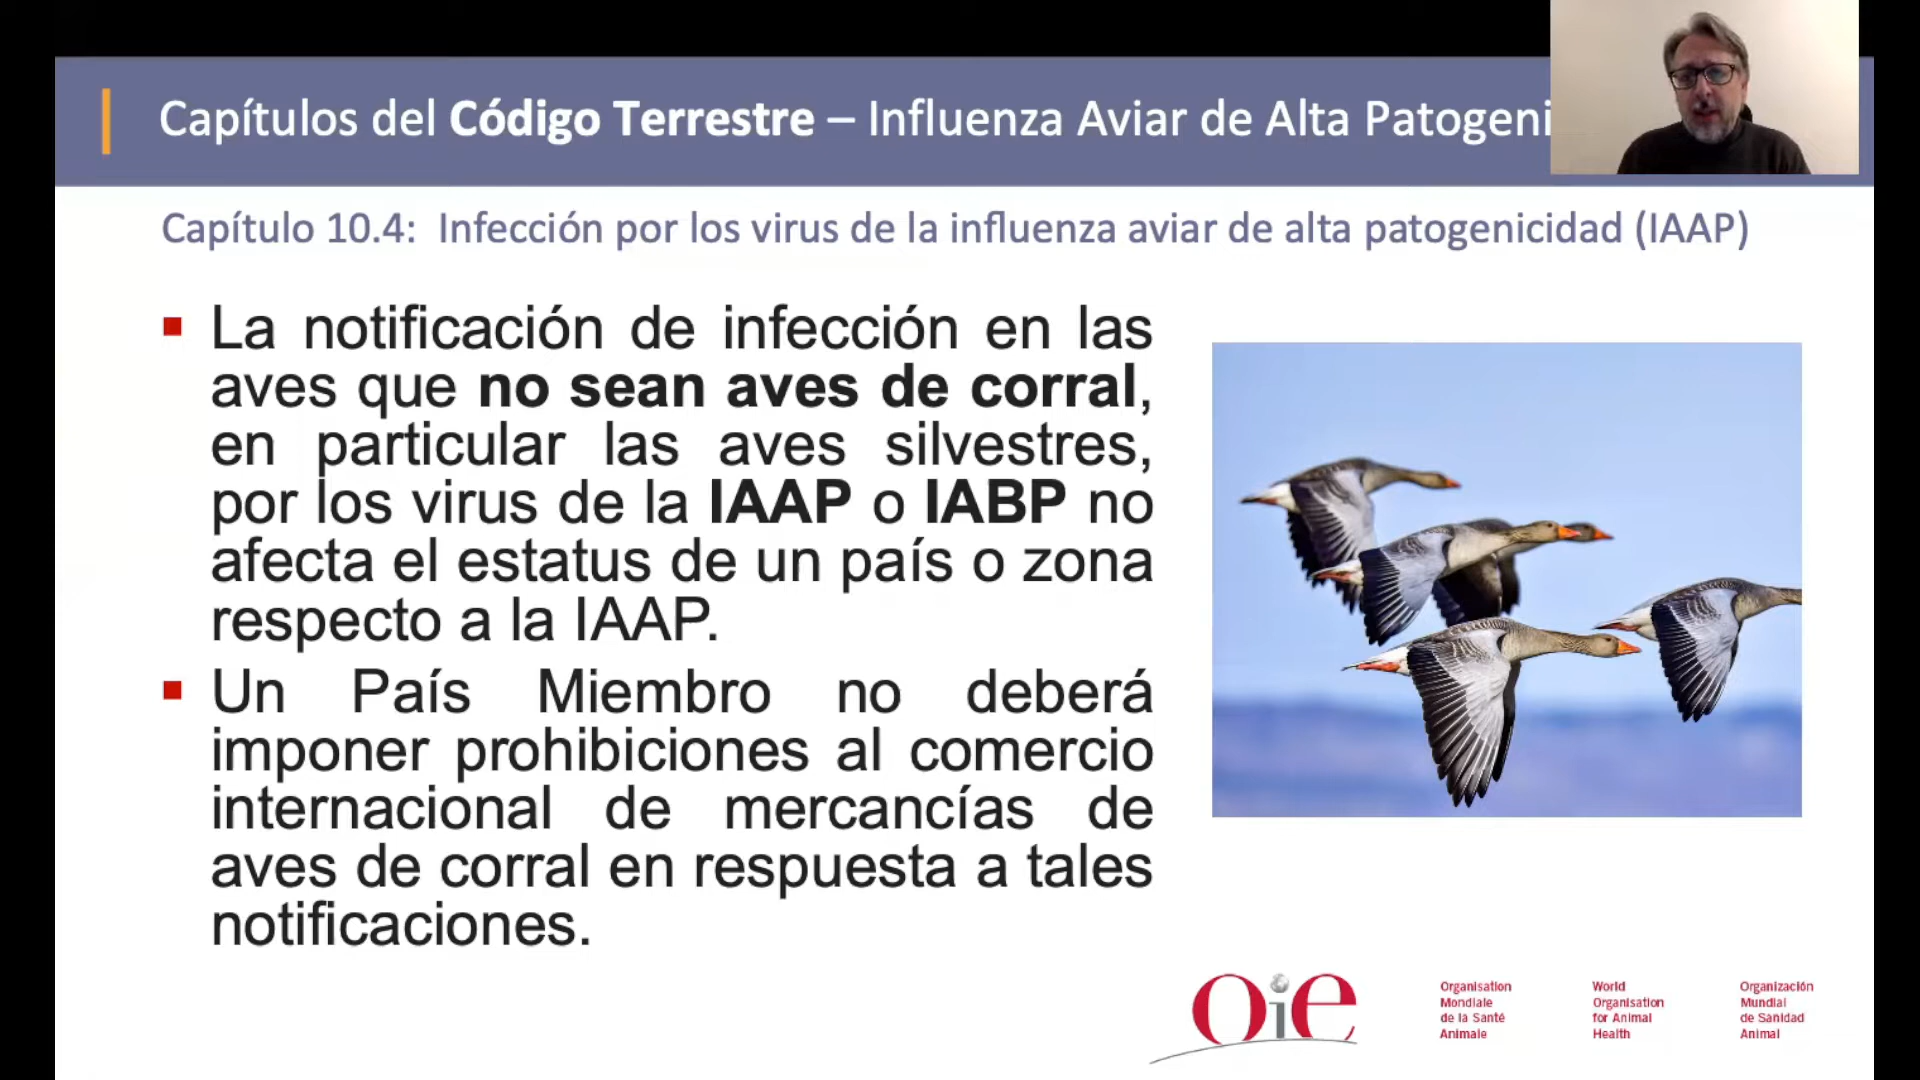 Capítulos del Código Terrestre – Influenza Aviar de Alta Patogeni
Capítulo 10.4: Infección por los virus de la influenza aviar de alta patogenicidad (IAAP)
▪ La notificación de infección en las
aves que no sean aves de corral,
en particular las aves silvestres,
por los virus de la IAAP o IABP no
afecta el estatus de un país o zona
respecto a la IAAP.
▪ Un País Miembro no deberá
imponer prohibiciones al comercio
internacional de mercancías de
aves de corral en respuesta a tales
notificaciones.
Oie
Organisation
Mondiale
de la Santé
Animale
World
Organisation
for Animal
Health
Organización
Mundial
de Sanidad
Animal